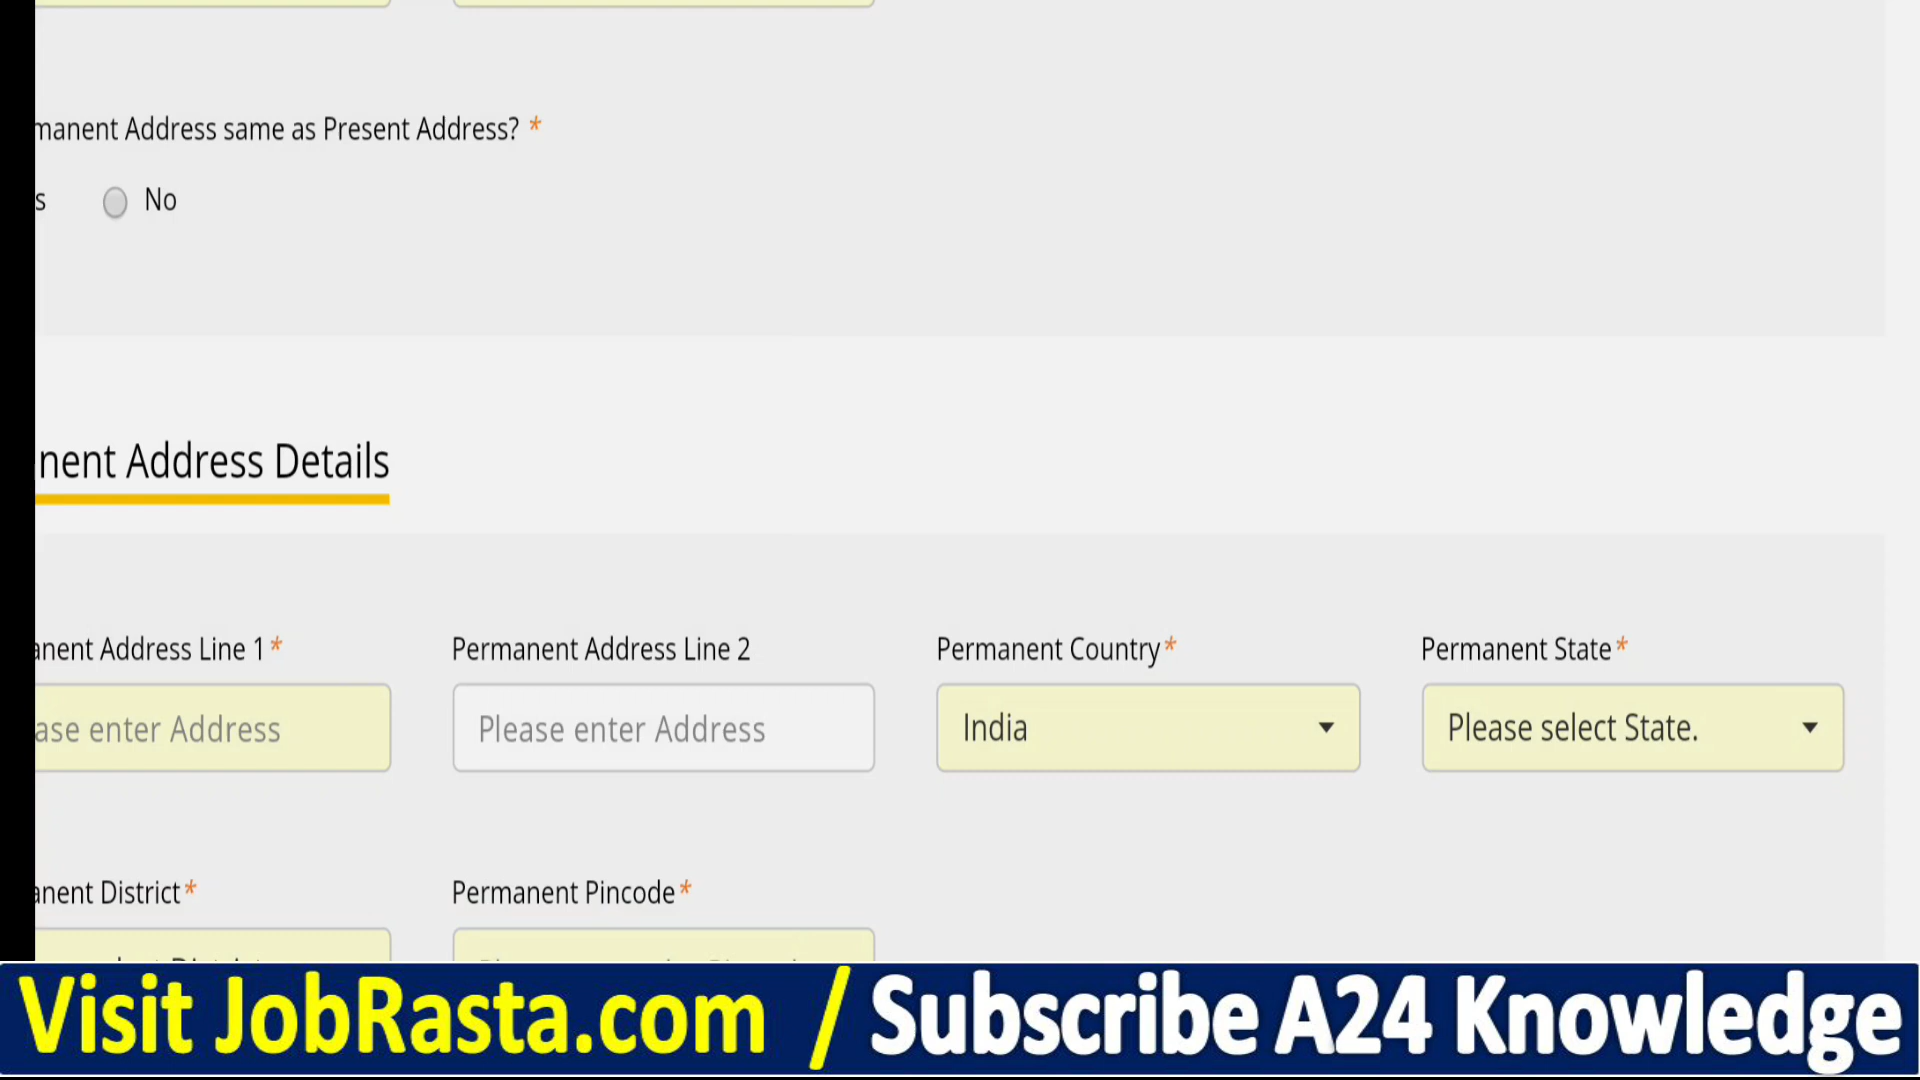 manent Address same as Present Address? *
s No
nent Address Details
anent Address Line 1* Permanent Address Line 2 Permanent Country* Permanent State*
ase enter Address Please enter Address India Please select State.
anent District* Permanent Pincode*
Visit JobRasta.com / Subscribe A24 Knowledge